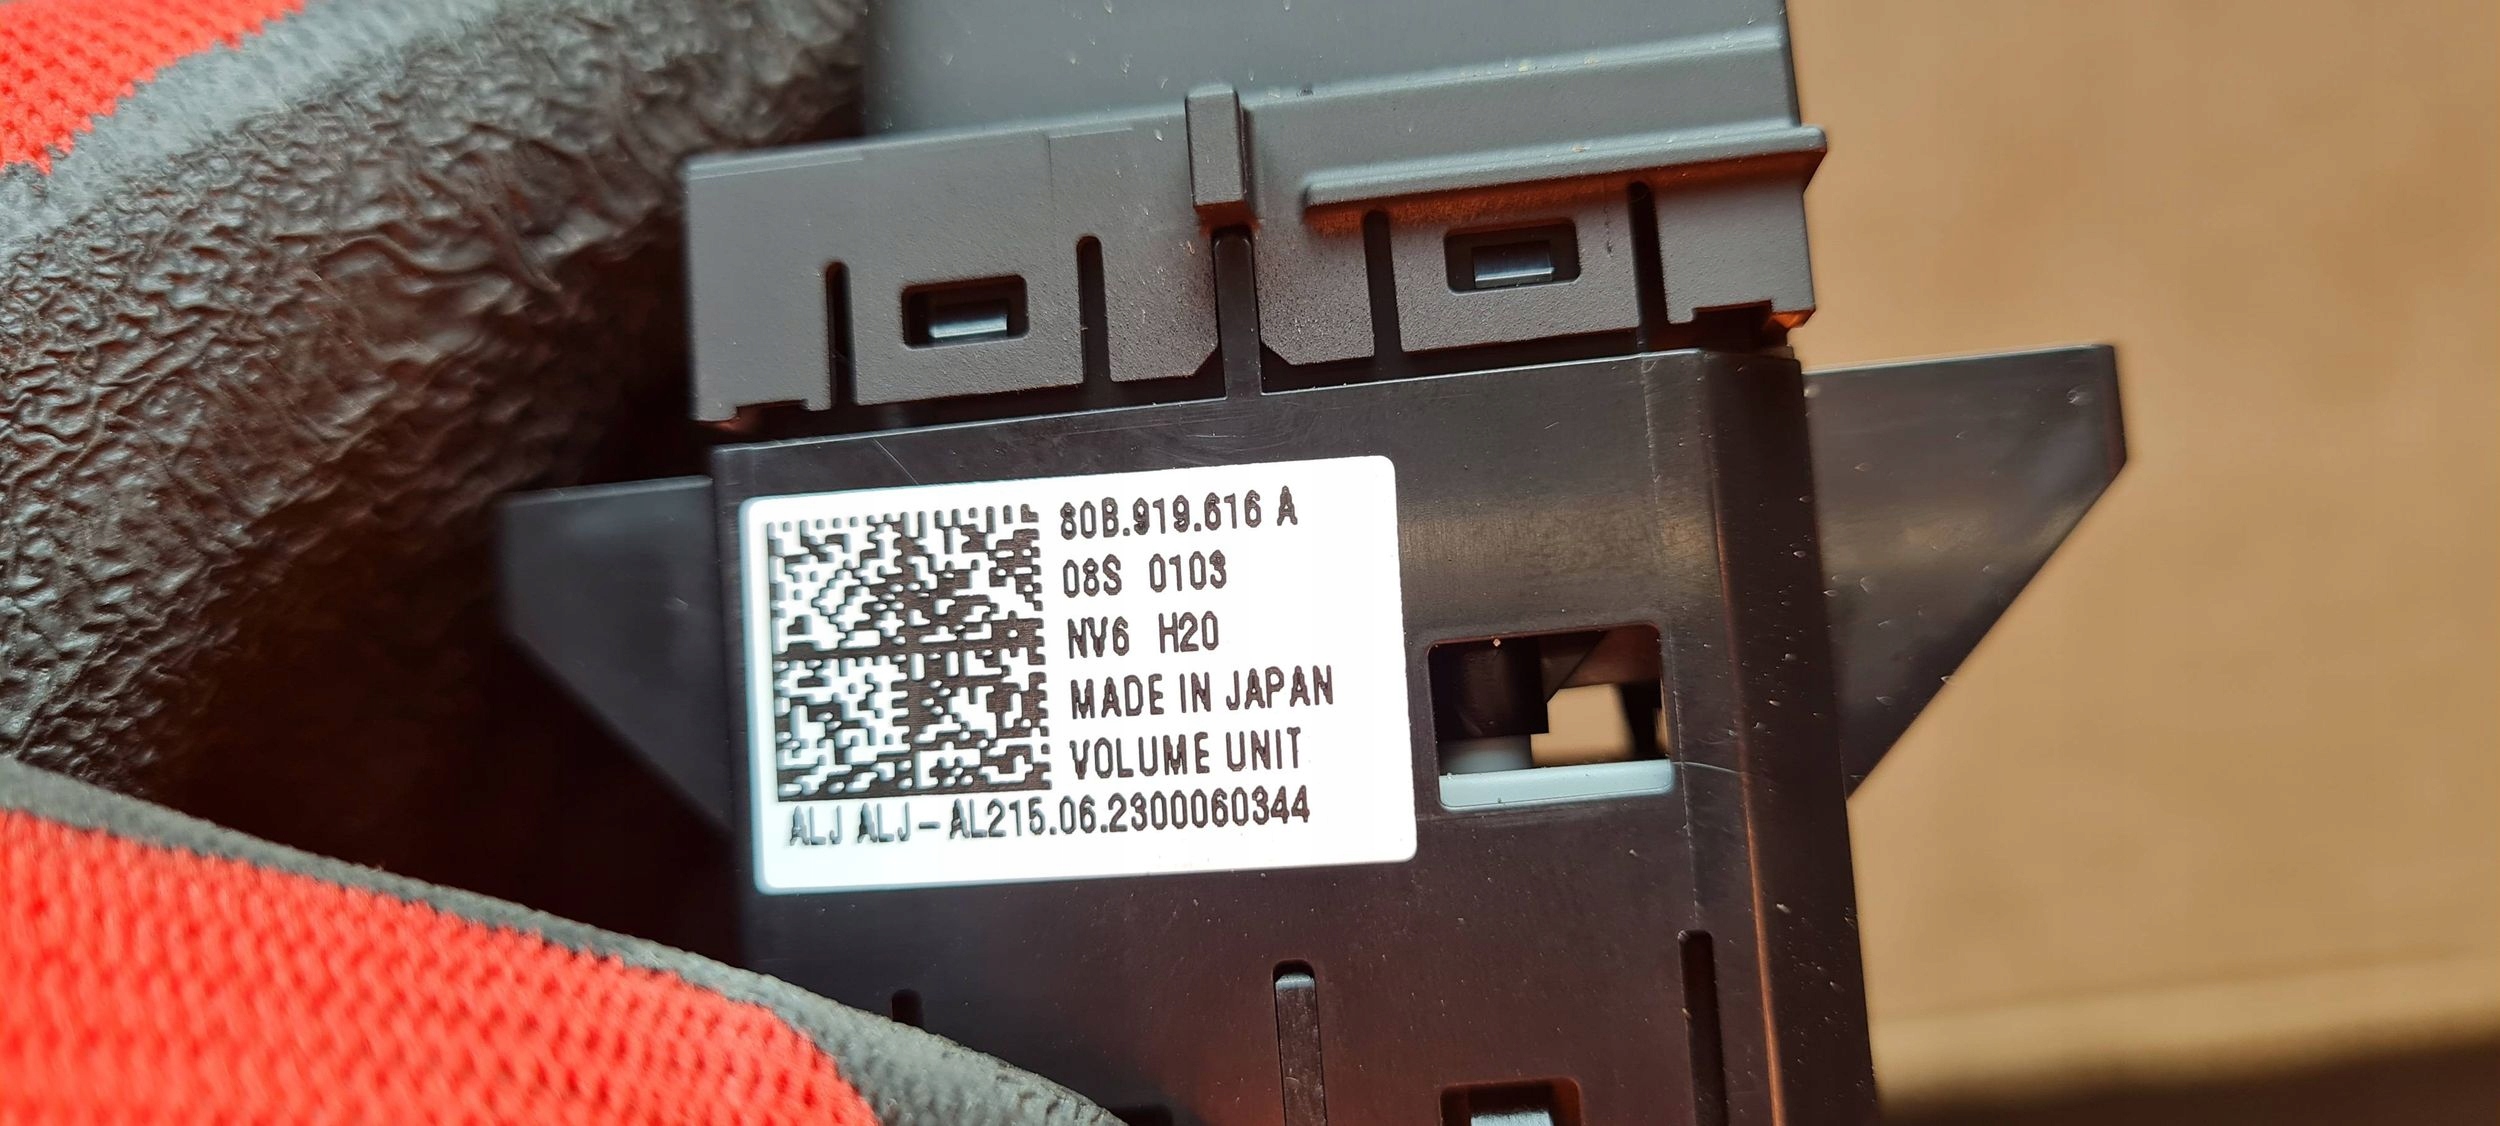 80B.919.616 A
08S 0103
NV6 H20
MADE IN JAPAN
VOLUME UNIT
ALJ ALJ-AL215.06.2300060344